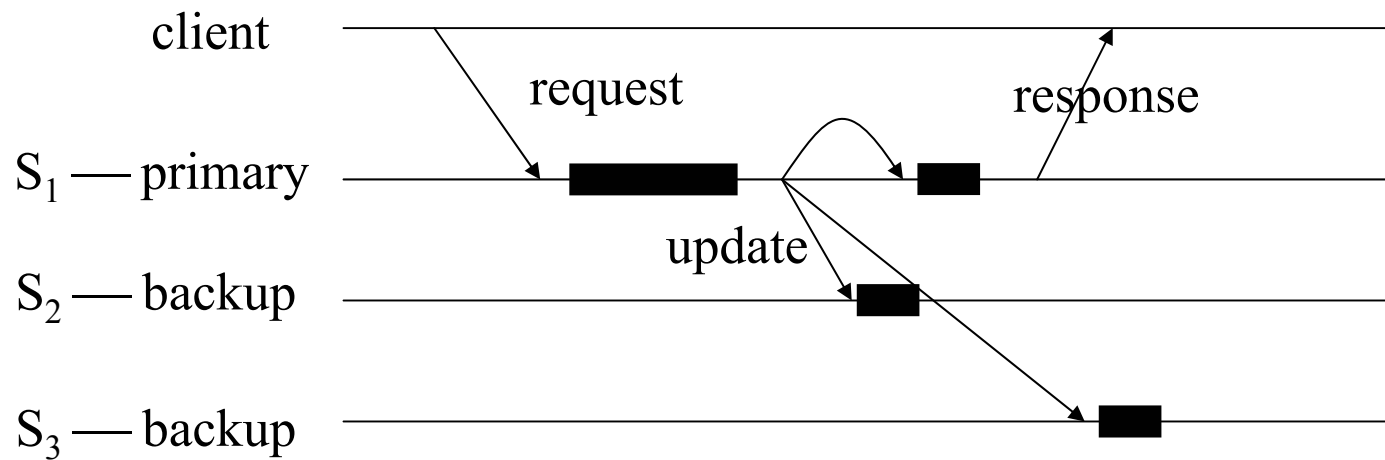 client
request
response
S1 — primary
update
S2 — backup
S3 — backup